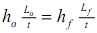 h_o L_o/t = h_f L_f/t